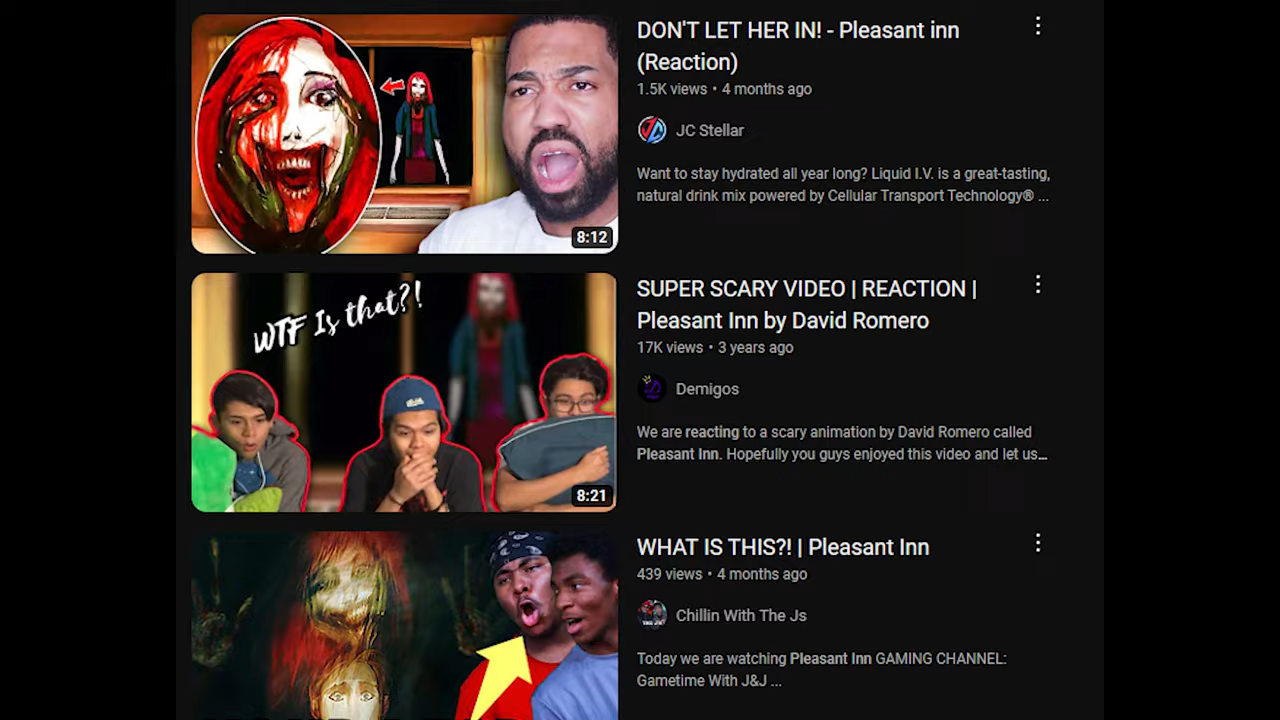 DON'T LET HER IN! - Pleasant inn
(Reaction)
1.5K views • 4 months ago
JC Stellar
Want to stay hydrated all year long? Liquid I.V. is a great-tasting,
natural drink mix powered by Cellular Transport Technology® ...
8:12
WTF Is that?!
8:21
SUPER SCARY VIDEO | REACTION |
Pleasant Inn by David Romero
17K views • 3 years ago
Demigos
We are reacting to a scary animation by David Romero called
Pleasant Inn. Hopefully you guys enjoyed this video and let us...
WHAT IS THIS?! | Pleasant Inn
439 views • 4 months ago
Chillin With The Js
Today we are watching Pleasant Inn GAMING CHANNEL:
Gametime With J&J ...